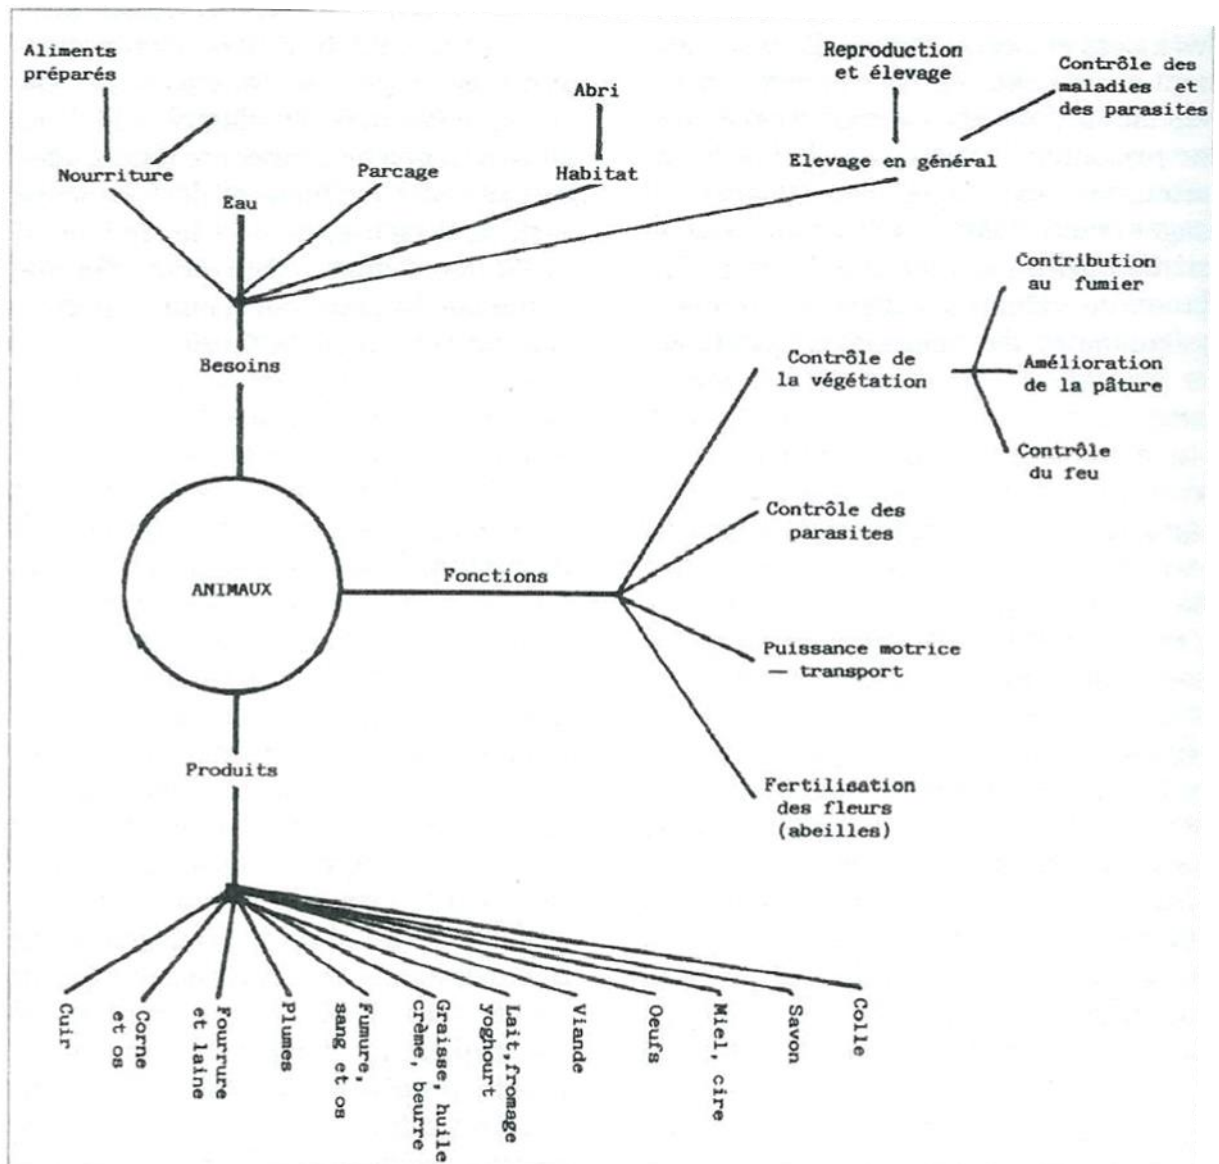 Aliments
préparés
Reproduction
et élevage
Contrôle des
maladies et
des parasites
Abri
Nourriture
Parcage
Habitat
Elevage en général
Eau
Besoins
Contribution
au fumier
Contrôle de
la végétation
Amélioration
de la pâture
Contrôle
du feu
Contrôle des
parasites
ANIMAUX
Fonctions
Puissance motrice
— transport
Fertilisation
des fleurs
(abeilles)
Produits
Cuir
Corne
et os
Fourrure
et laine
Plumes
Fumure,
sang et os
Graisse, huile
crème, beurre
Lait,fromage
yoghourt
Viande
Oeufs
Miel, cire
Savon
Colle